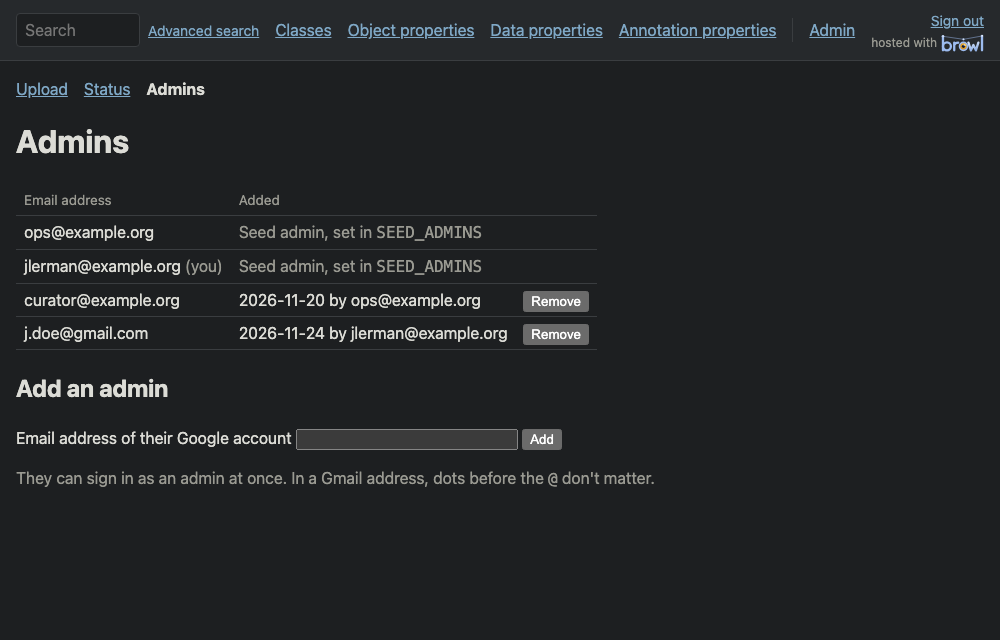 Search Advanced search Classes Object properties Data properties Annotation properties Admin Sign out
hosted with browl
Upload Status Admins
Admins
Email address Added
ops@example.org Seed admin, set in SEED_ADMINS
jlerman@example.org (you) Seed admin, set in SEED_ADMINS
curator@example.org 2026-11-20 by ops@example.org Remove
j.doe@gmail.com 2026-11-24 by jlerman@example.org Remove
Add an admin
Email address of their Google account Add
They can sign in as an admin at once. In a Gmail address, dots before the @ don't matter.